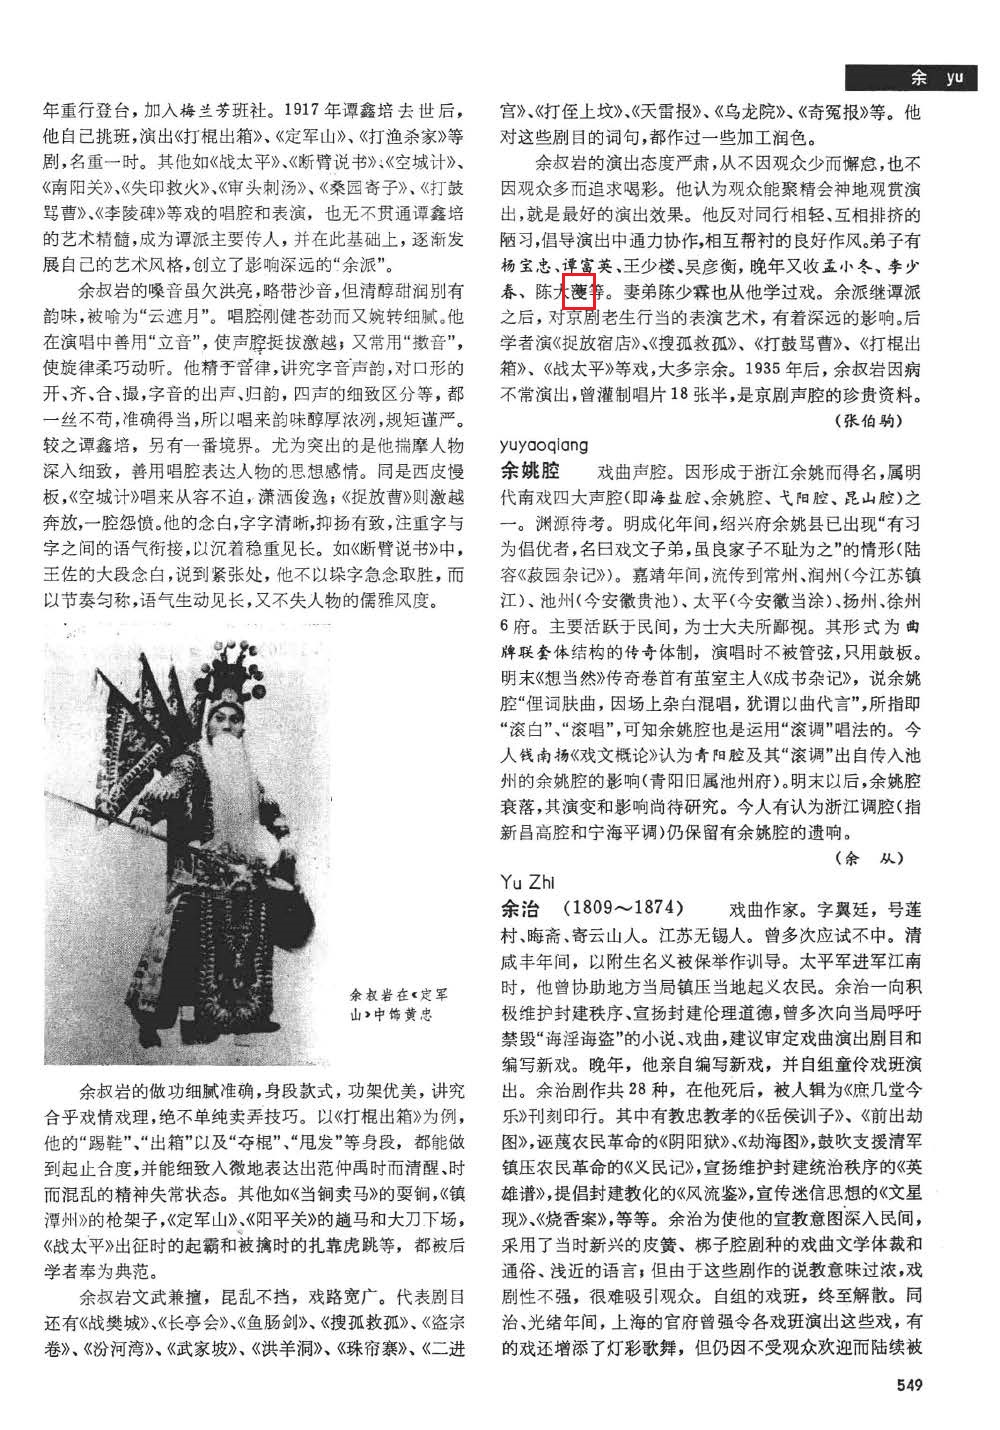 余　yu
年重行登台，加入梅兰芳班社。1917 年谭鑫培去世后，
他自己挑班,演出《打棍出箱》、《定军山》、《打渔杀家》等
剧,名重一时。其他如《战太平》、《断臂说书》、《空城计》、
《南阳关》、《失印救火》、《审头刺汤》、《桑园寄子》、《打鼓
骂曹》、《李陵碑》等戏的唱腔和表演，也无不贯通谭鑫培
的艺术精髓,成为谭派主要传人，并在此基础上，逐渐发
展自己的艺术风格,创立了影响深远的“余派”。
余叔岩的嗓音虽欠洪亮,略带沙音,但清醇甜润别有
韵味,被喻为“云遮月”。唱腔刚健苍劲而又婉转细腻。他
在演唱中善用“立音”，使声腔挺拔激越；又常用“擞音”，
使旋律柔巧动听。他精于音律,讲究字音声韵,对口形的
开、齐、合、撮,字音的出声、归韵，四声的细致区分等，都
一丝不苟,准确得当,所以唱来韵味醇厚浓冽,规矩谨严。
较之谭鑫培，另有一番境界。尤为突出的是他揣摩人物
深入细致，善用唱腔表达人物的思想感情。同是西皮慢
板,《空城计》唱来从容不迫，潇洒俊逸；《捉放曹》则激越
奔放,一腔怨愤。他的念白,字字清晰,抑扬有致,注重字与
字之间的语气衔接,以沉着稳重见长。如《断臂说书》中，
王佐的大段念白,说到紧张处，他不以垛字急念取胜，而
以节奏匀称,语气生动见长,又不失人物的儒雅风度。
余叔岩在《定军
山》中饰黄忠
余叔岩的做功细腻准确,身段款式，功架优美，讲究
合乎戏情戏理,绝不单纯卖弄技巧。以《打棍出箱》为例，
他的“踢鞋”、“出箱”以及“夺棍”、“甩发”等身段，都能做
到起止合度,并能细致入微地表达出范仲禹时而清醒、时
而混乱的精神失常状态。其他如《当锏卖马》的耍锏,《镇
潭州》的枪架子,《定军山》、《阳平关》的趟马和大刀下场，
《战太平》出征时的起霸和被擒时的扎靠虎跳等，都被后
学者奉为典范。
余叔岩文武兼擅，昆乱不挡，戏路宽广。代表剧目
还有《战樊城》、《长亭会》、《鱼肠剑》、《搜孤救孤》、《盗宗
卷》、《汾河湾》、《武家坡》、《洪羊洞》、《珠帘寨》、《二进
宫》、《打侄上坟》、《天雷报》、《乌龙院》、《奇冤报》等。他
对这些剧目的词句,都作过一些加工润色。
余叔岩的演出态度严肃,从不因观众少而懈怠,也不
因观众多而追求喝彩。他认为观众能聚精会神地观赏演
出,就是最好的演出效果。他反对同行相轻、互相排挤的
陋习,倡导演出中通力协作,相互帮衬的良好作风。弟子有
杨宝忠、谭富英、王少楼、吴彦衡，晚年又收孟小冬、李少
春、陈大濩等。妻弟陈少霖也从他学过戏。余派继谭派
之后，对京剧老生行当的表演艺术，有着深远的影响。后
学者演《捉放宿店》、《搜孤救孤》、《打鼓骂曹》、《打棍出
箱》、《战太平》等戏,大多宗余。1935 年后，余叔岩因病
不常演出,曾灌制唱片18 张半,是京剧声腔的珍贵资料。
（张伯驹）
yuyaoqiang
余姚腔　戏曲声腔。因形成于浙江余姚而得名,属明
代南戏四大声腔(即海盐腔、余姚腔、弋阳腔、昆山腔)之
一。渊源待考。明成化年间,绍兴府余姚县已出现“有习
为倡优者,名曰戏文子弟,虽良家子不耻为之”的情形(陆
容《菽园杂记》)。嘉靖年间,流传到常州、润州(今江苏镇
江)、池州(今安徽贵池)、太平(今安徽当涂)、扬州、徐州
6 府。主要活跃于民间，为士大夫所鄙视。其形式为曲
牌联套体结构的传奇体制，演唱时不被管弦,只用鼓板。
明末《想当然》传奇卷首有茧室主人《成书杂记》，说余姚
腔“俚词肤曲，因场上杂白混唱，犹谓以曲代言”,所指即
“滚白”、“滚唱”,可知余姚腔也是运用“滚调”唱法的。今
人钱南扬《戏文概论》认为青阳腔及其“滚调”出自传入池
州的余姚腔的影响(青阳旧属池州府)。明末以后,余姚腔
衰落,其演变和影响尚待研究。今人有认为浙江调腔(指
新昌高腔和宁海平调)仍保留有余姚腔的遗响。
（余　从）
Yu Zhi
余治　(1809～1874)　戏曲作家。字翼廷，号莲
村、晦斋、寄云山人。江苏无锡人。曾多次应试不中。清
咸丰年间，以附生名义被保举作训导。太平军进军江南
时，他曾协助地方当局镇压当地起义农民。余治一向积
极维护封建秩序、宣扬封建伦理道德,曾多次向当局呼吁
禁毁“海淫海盗”的小说、戏曲,建议审定戏曲演出剧目和
编写新戏。晚年，他亲自编写新戏，并自组童伶戏班演
出。余治剧作共 28 种，在他死后，被人辑为《庶几堂今
乐》刊刻印行。其中有教忠教孝的《岳侯训子》、《前出劫
图》,诬蔑农民革命的《阴阳狱》、《劫海图》,鼓吹支援清军
镇压农民革命的《义民记》,宣扬维护封建统治秩序的《英
雄谱》,提倡封建教化的《风流鉴》,宣传迷信思想的《文星
现》、《烧香案》,等等。余治为使他的宣教意图深入民间，
采用了当时新兴的皮簧、梆子腔剧种的戏曲文学体裁和
通俗、浅近的语言；但由于这些剧作的说教意味过浓,戏
剧性不强，很难吸引观众。自组的戏班，终至解散。同
治、光绪年间，上海的官府曾强令各戏班演出这些戏，有
的戏还增添了灯彩歌舞，但仍因不受观众欢迎而陆续被
549